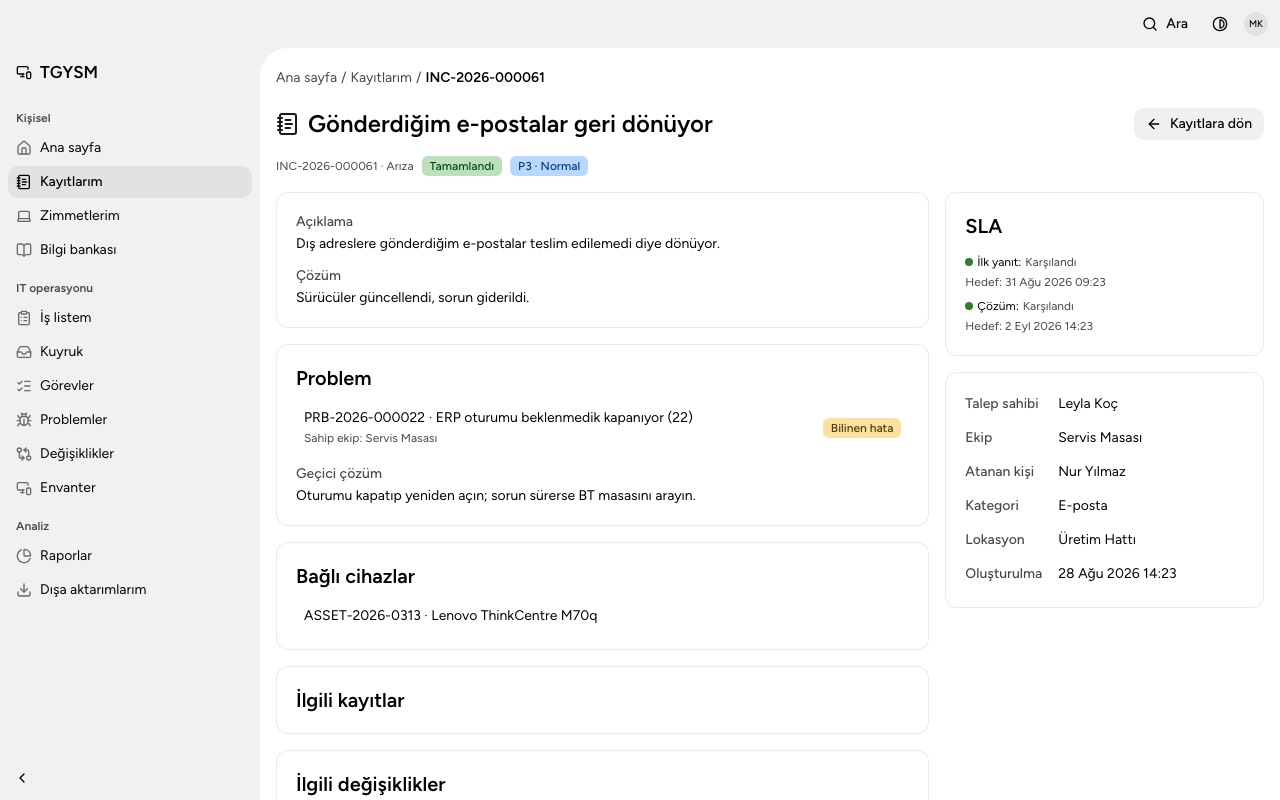 Ara
MK
TGYSM
Kişisel
Ana sayfa
Kayıtlarım
Zimmetlerim
Bilgi bankası
IT operasyonu
İş listem
Kuyruk
Görevler
Problemler
Değişiklikler
Envanter
Analiz
Raporlar
Dışa aktarımlarım
Ana sayfa / Kayıtlarım / INC-2026-000061
Gönderdiğim e-postalar geri dönüyor
Kayıtlara dön
INC-2026-000061 · Arıza Tamamlandı P3 · Normal
Açıklama
Dış adreslere gönderdiğim e-postalar teslim edilemedi diye dönüyor.
Çözüm
Sürücüler güncellendi, sorun giderildi.
Problem
PRB-2026-000022 · ERP oturumu beklenmedik kapanıyor (22)
Sahip ekip: Servis Masası
Bilinen hata
Geçici çözüm
Oturumu kapatıp yeniden açın; sorun sürerse BT masasını arayın.
Bağlı cihazlar
ASSET-2026-0313 · Lenovo ThinkCentre M70q
İlgili kayıtlar
İlgili değişiklikler
SLA
İlk yanıt: Karşılandı
Hedef: 31 Ağu 2026 09:23
Çözüm: Karşılandı
Hedef: 2 Eyl 2026 14:23
Talep sahibi Leyla Koç
Ekip Servis Masası
Atanan kişi Nur Yılmaz
Kategori E-posta
Lokasyon Üretim Hattı
Oluşturulma 28 Ağu 2026 14:23